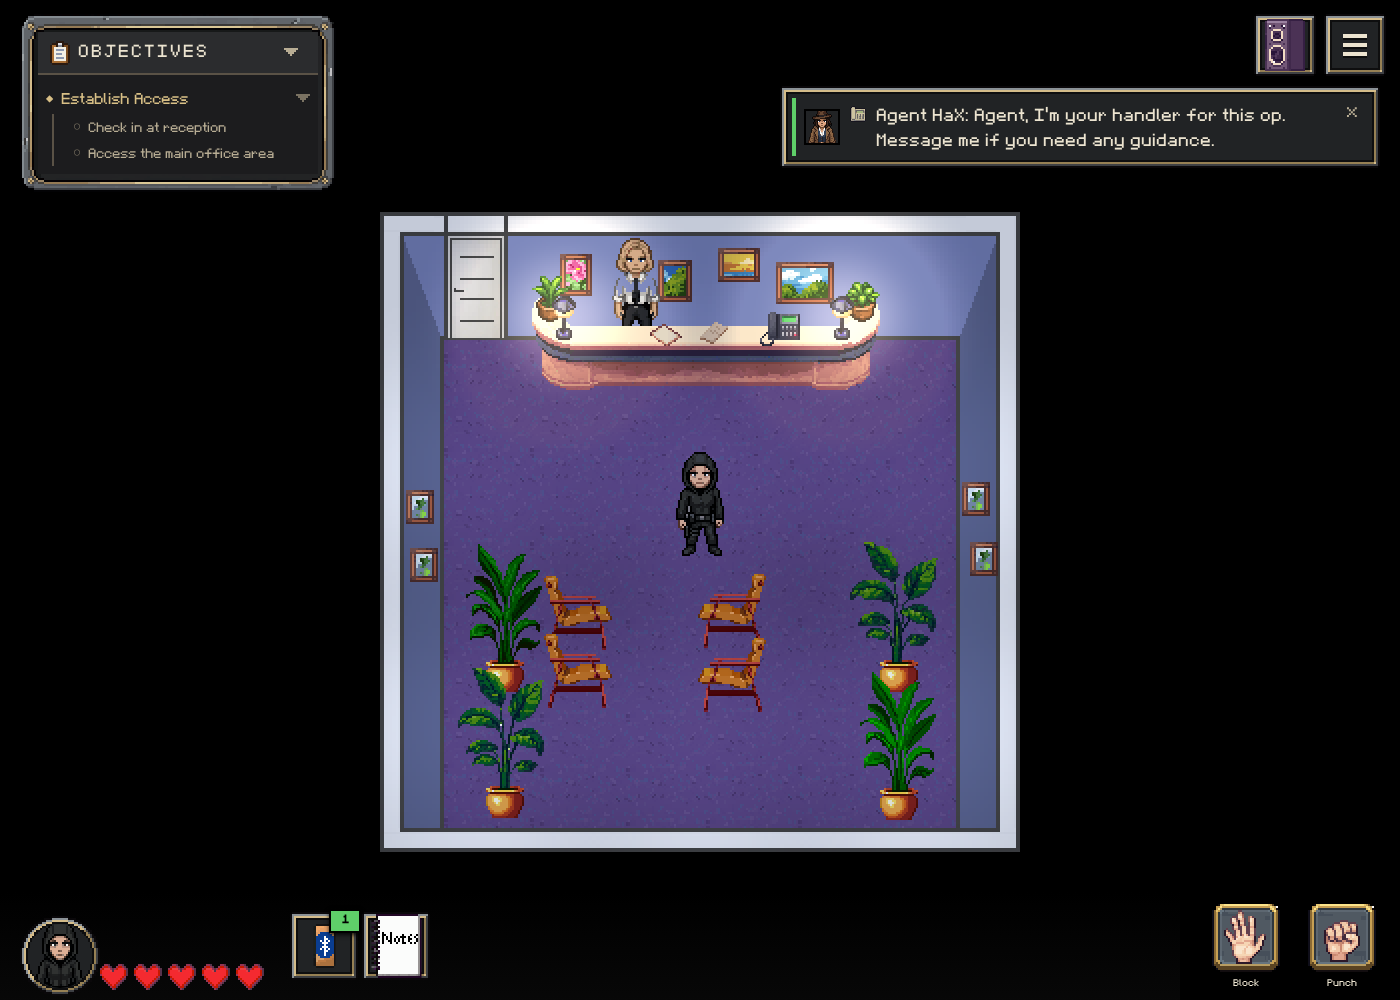 OBJECTIVES
Establish Access
Check in at reception
Access the main office area
Agent HaX: Agent, I'm your handler for this op.
Message me if you need any guidance.
1
Notes
Block
Punch